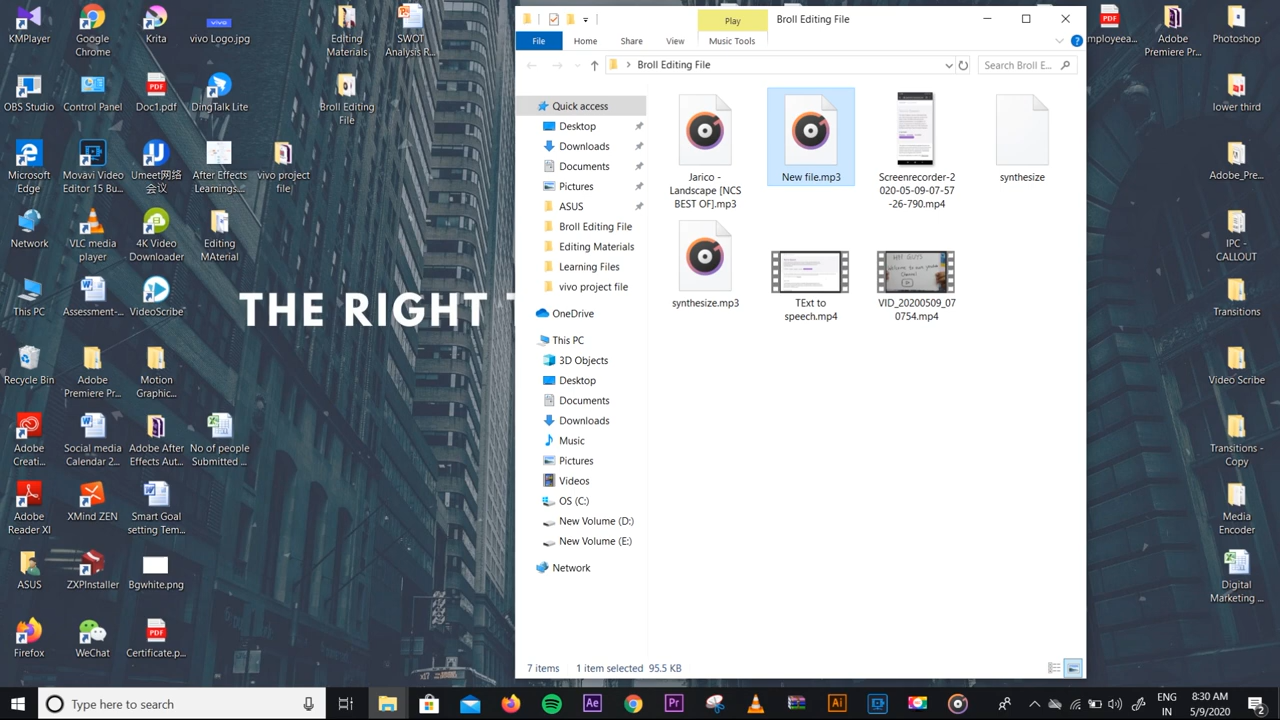 KMPlayer
Google Chrome
Krita
vivo Logo.jpg
Editing Materials
SWOT Analysis R...
OBS Studio
Control Panel
Doc1.pdf
DroidCam Lite
Broll Editing File
Microsoft Edge
Movavi Video Editor 15 Bu...
Umeet网络会议
After Effects Learning...
vivo project file
Network
VLC media player
4K Video Downloader
Editing MAterial
This PC
Assessment...
VideoScribe
THE RIGHT T
Recycle Bin
Adobe Premiere Pr...
Motion Graphic...
Adobe Creati...
Social media Calendar 2...
Adobe After Effects Aut...
No of people Submitted ...
Adobe Reader XI
XMind ZEN
Smart Goal setting Tem...
ASUS
ZXPInstaller
Bgwhite.png
Firefox
WeChat
Certificate.p...
Play
Broll Editing File
File
Home
Share
View
Music Tools
Broll Editing File
Search Broll E...
Quick access
Desktop
Downloads
Documents
Pictures
ASUS
Broll Editing File
Editing Materials
Learning Files
vivo project file
OneDrive
This PC
3D Objects
Desktop
Documents
Downloads
Music
Pictures
Videos
OS (C:)
New Volume (D:)
New Volume (E:)
Network
Jarico -
Landscape [NCS
BEST OF].mp3
New file.mp3
Screenrecorder-2
020-05-09-07-57
-26-790.mp4
synthesize
synthesize.mp3
TExt to
speech.mp4
VID_20200509_07
0754.mp4
7 items
1 item selected 95.5 KB
Adobe Premiere Pr...
Photoshop
lower third
Adobe_Pre...
IPC - CALLOUT
Transitions
Video Scribe
Transitions - Copy
Media Encoder
Digital Marketing ...
Type here to search
ENG
IN
8:30 AM
5/9/2020